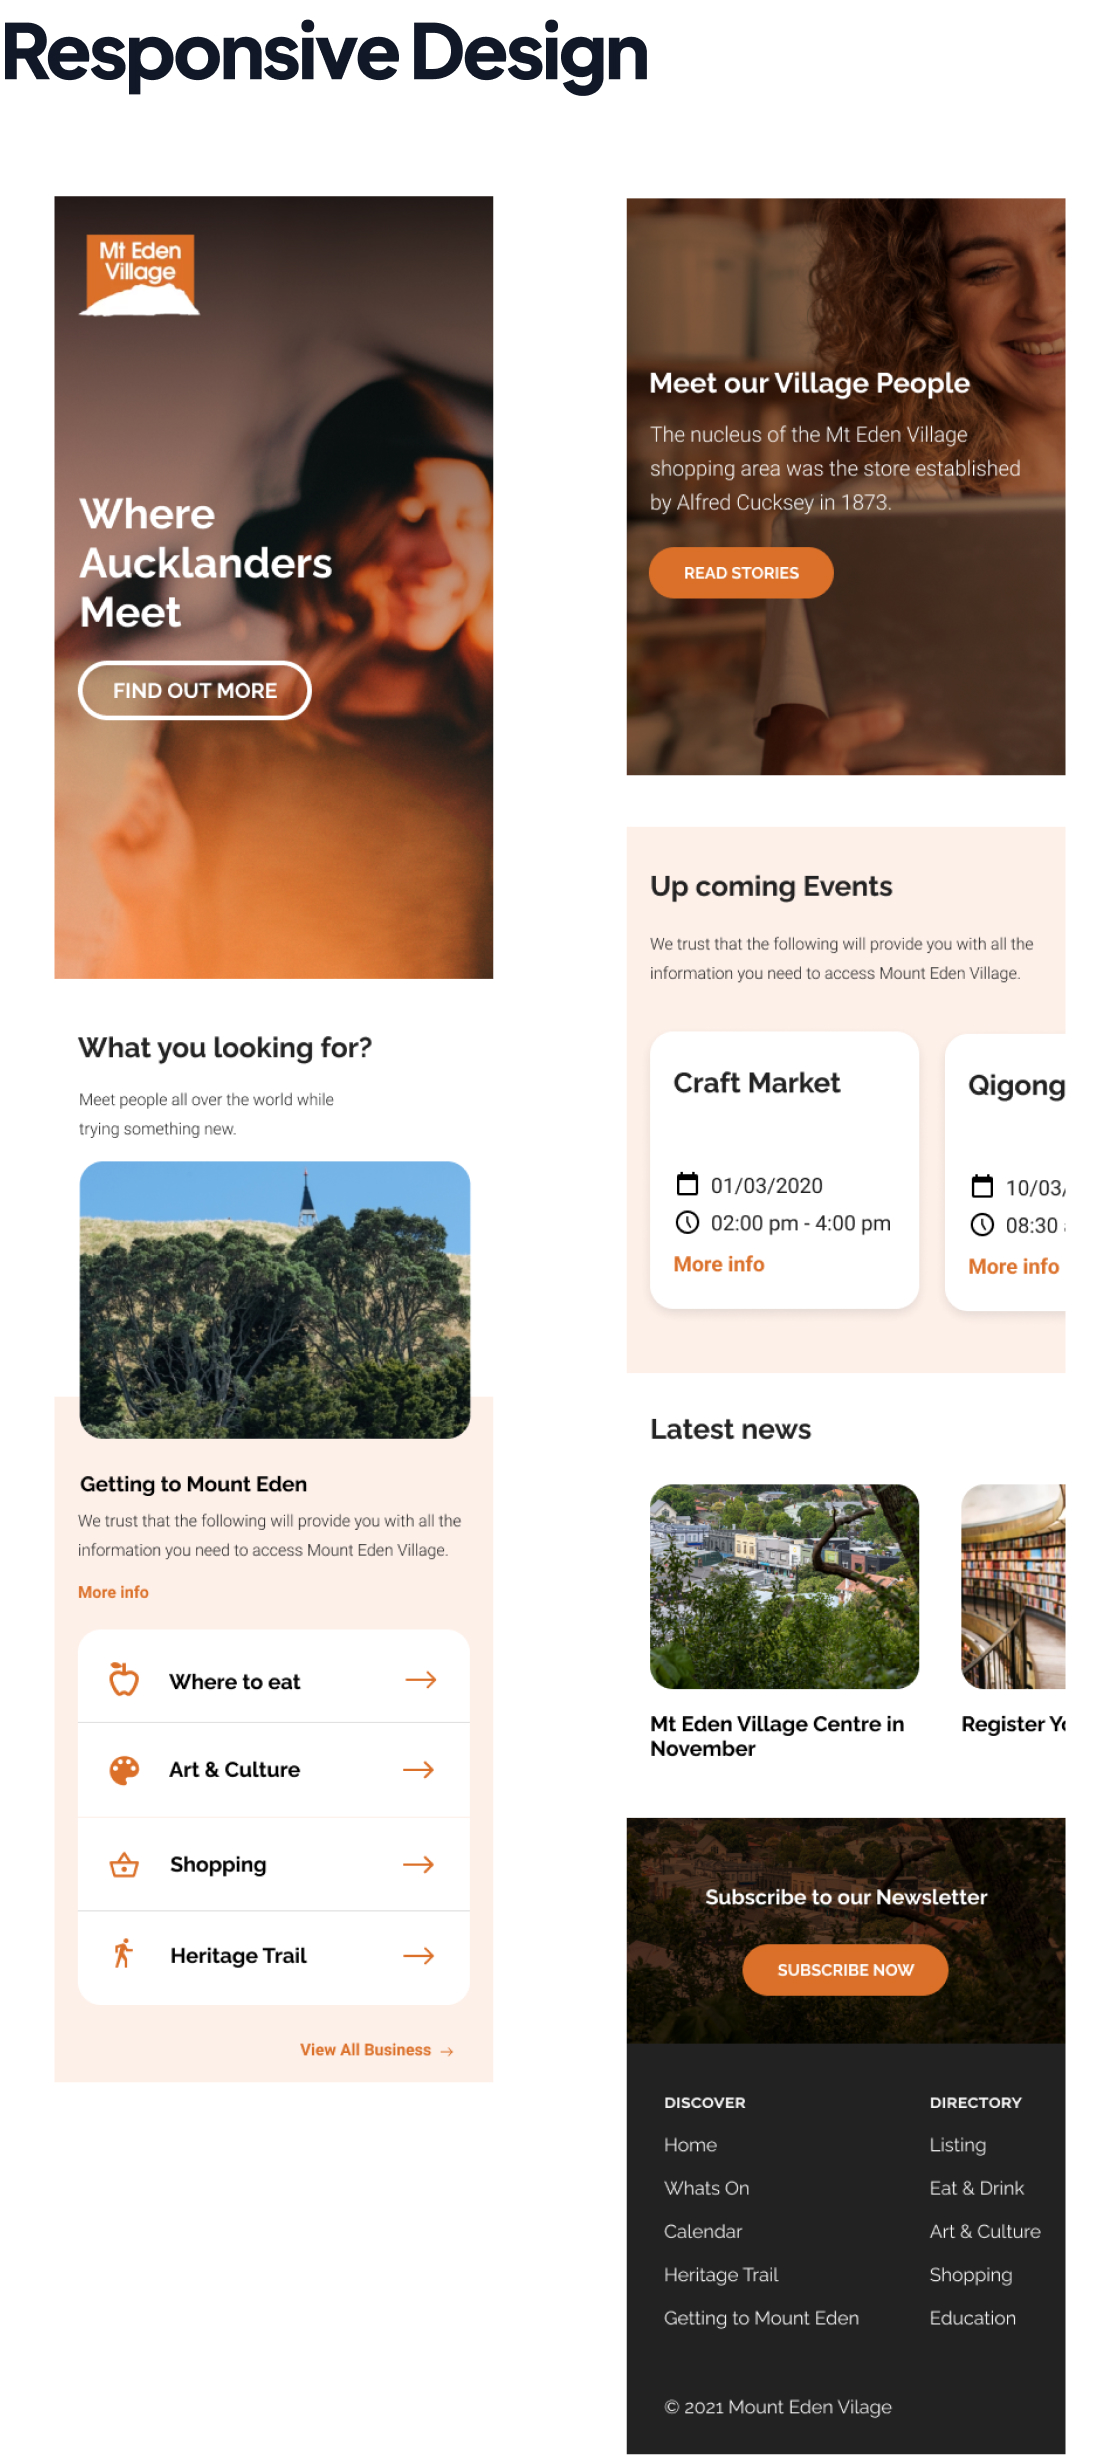 Responsive Design
Mt Eden
Village
Where
Aucklanders
Meet
FIND OUT MORE
What you looking for?
Meet people all over the world while
trying something new.
Getting to Mount Eden
We trust that the following will provide you with all the
information you need to access Mount Eden Village.
More info
Where to eat
Art & Culture
Shopping
Heritage Trail
View All Business
Meet our Village People
The nucleus of the Mt Eden Village
shopping area was the store established
by Alfred Cucksey in 1873.
READ STORIES
Up coming Events
We trust that the following will provide you with all the
information you need to access Mount Eden Village.
Craft Market
01/03/2020
02:00 pm - 4:00 pm
More info
Qigong
10/03/
08:30
More info
Latest news
Mt Eden Village Centre in
November
Register
Subscribe to our Newsletter
SUBSCRIBE NOW
DISCOVER
Home
Whats On
Calendar
Heritage Trail
Getting to Mount Eden
DIRECTORY
Listing
Eat & Drink
Art & Culture
Shopping
Education
© 2021 Mount Eden Vilage